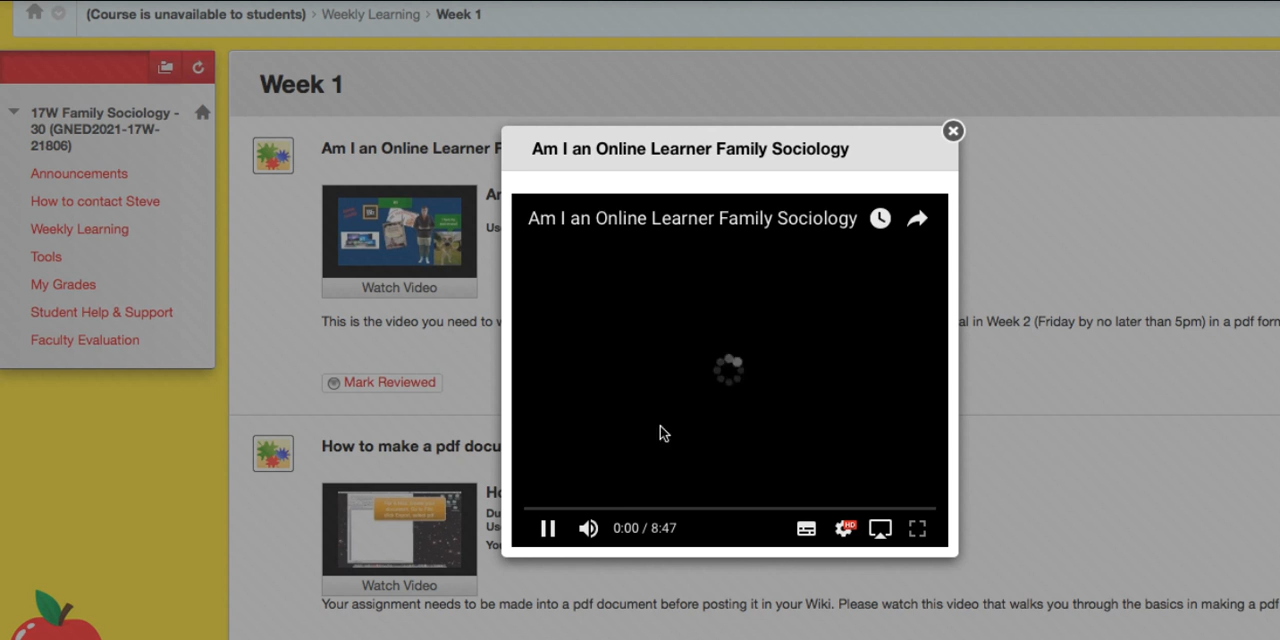 (Course is unavailable to students) > Weekly Learning > Week 1
17W Family Sociology -
30 (GNED2021-17W-
21806)
Announcements
How to contact Steve
Weekly Learning
Tools
My Grades
Student Help & Support
Faculty Evaluation
Week 1
Am I an Online Learner F
Watch Video
This is the video you need to
al in Week 2 (Friday by no later than 5pm) in a pdf form
Mark Reviewed
Am I an Online Learner Family Sociology
Am I an Online Learner Family Sociology
0:00 / 8:47
HD
How to make a pdf docu
Watch Video
Your assignment needs to be made into a pdf document before posting it in your Wiki. Please watch this video that walks you through the basics in making a pdf